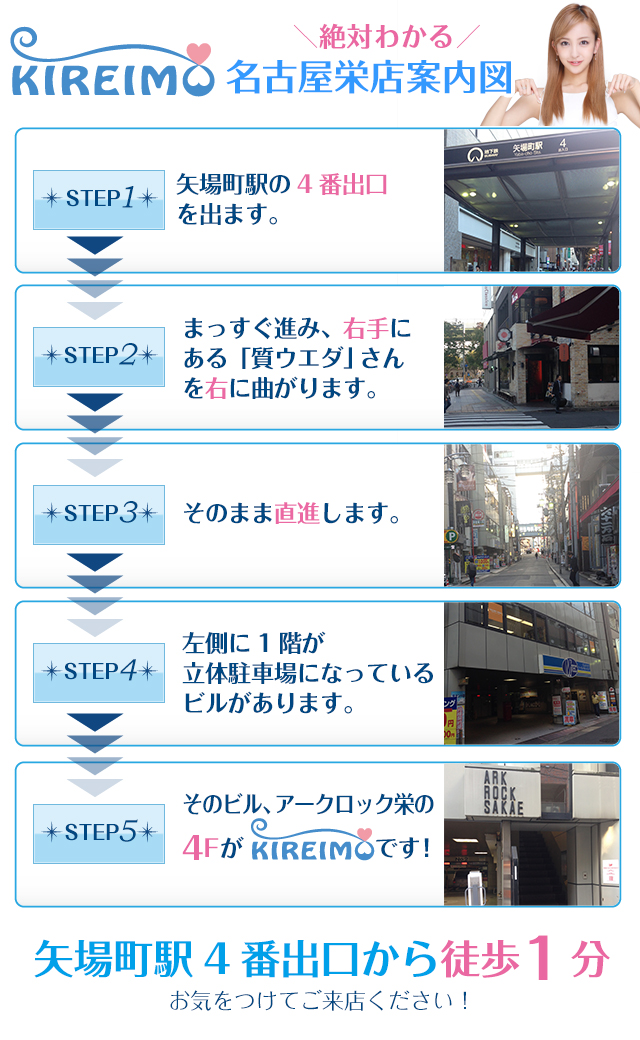 ＼絶対わかる／
KIREIMO 名古屋栄店案内図
STEP1
矢場町駅の4番出口
を出ます。
矢場町駅 4
STEP2
まっすぐ進み、右手に
ある「質ウエダ」さん
を右に曲がります。
STEP3
そのまま直進します。
P
STEP4
左側に1階が
立体駐車場になっている
ビルがあります。
STEP5
そのビル、アークロック栄の
4Fが KIREIMOです！
ARK
ROCK
SAKAE
矢場町駅4番出口から徒歩1分
お気をつけてご来店ください！